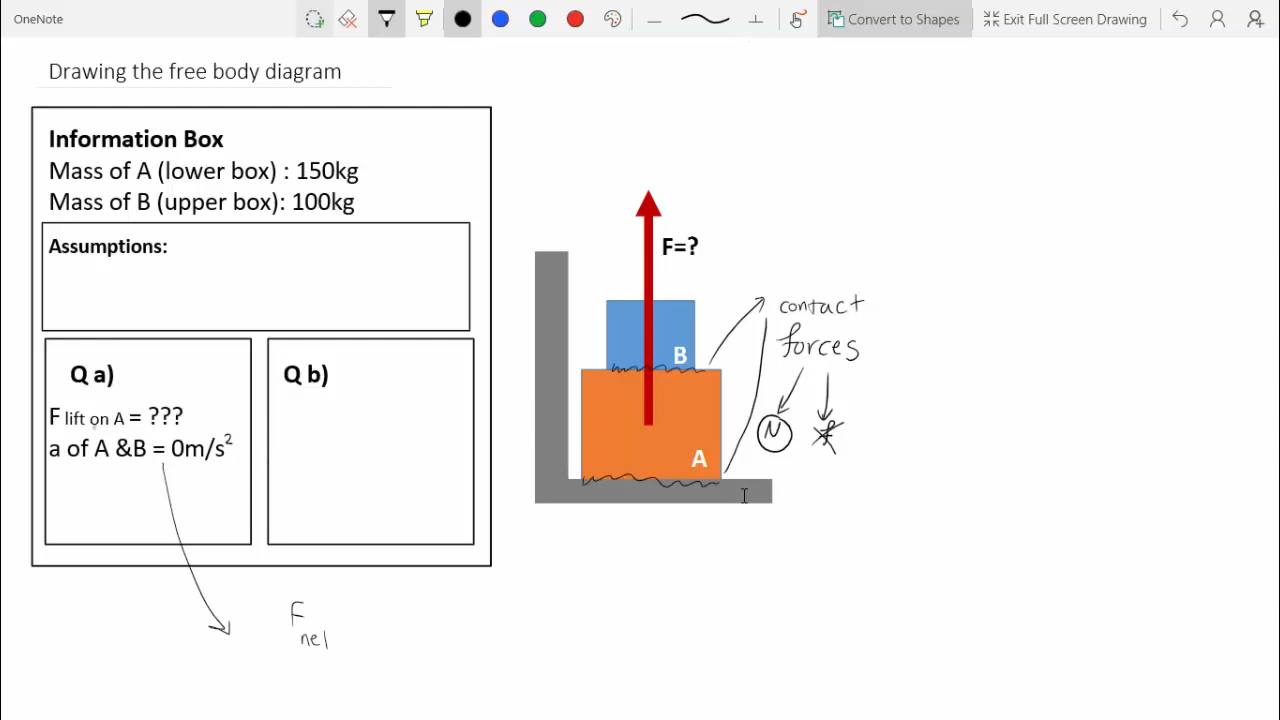 OneNote
Convert to Shapes
Exit Full Screen Drawing
Drawing the free body diagram
Information Box
Mass of A (lower box) : 150kg
Mass of B (upper box): 100kg
Assumptions:
Q a)
F lift on A = ???
a of A &B = 0m/s²
Q b)
F=?
B
A
contact
forces
N
f
F
net